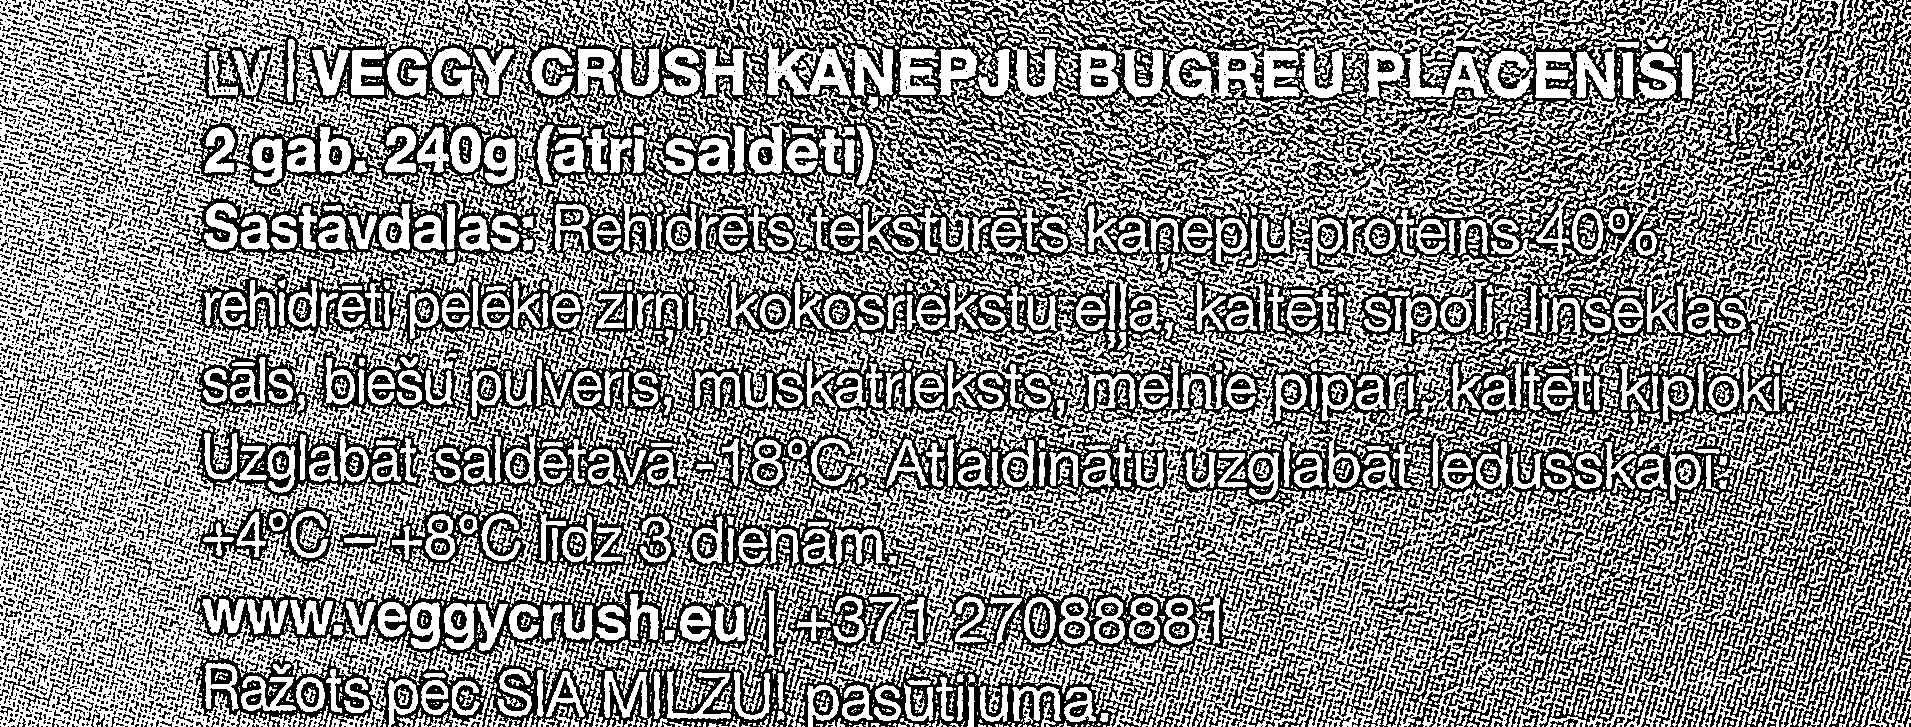 LV | VEGGY CRUSH KAŅEPJU BUGREU PLĀCENĪŠI
2 gab. 240g (ātri saldēti)
Sastāvdaļas: Rehidrēts teksturēts kaņepju proteīns 40%,
rehidrēti pelēkie zirņi, kokosriekstu eļļa, kaltēti sīpoli, linsēklas,
sāls, biešu pulveris, muskatrieksts, melnie pipari, kaltēti ķiploki.
Uzglabāt saldētavā -18°C. Atlaidinātu uzglabāt ledusskapī:
+4°C – +8°C līdz 3 dienām.
www.veggycrush.eu | +371 27088881
Ražots pēc SIA MILZU! pasūtijuma.